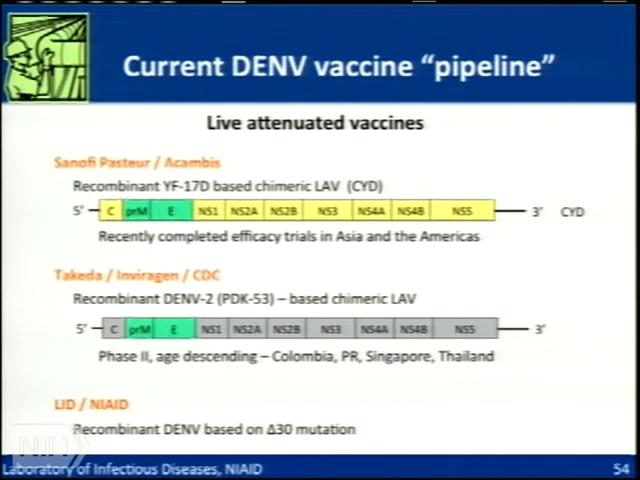 Current DENV vaccine “pipeline”
Live attenuated vaccines
Sanofi Pasteur / Acambis
Recombinant YF-17D based chimeric LAV (CYD)
5’ C prM E NS1 NS2A NS2B NS3 NS4A NS4B NS5 3’ CYD
Recently completed efficacy trials in Asia and the Americas
Takeda / Inviragen / CDC
Recombinant DENV-2 (PDK-53) – based chimeric LAV
5’ C prM E NS1 NS2A NS2B NS3 NS4A NS4B NS5 3’
Phase II, age descending – Colombia, PR, Singapore, Thailand
LID / NIAID
Recombinant DENV based on Δ30 mutation
NIH
Laboratory of Infectious Diseases, NIAID 54